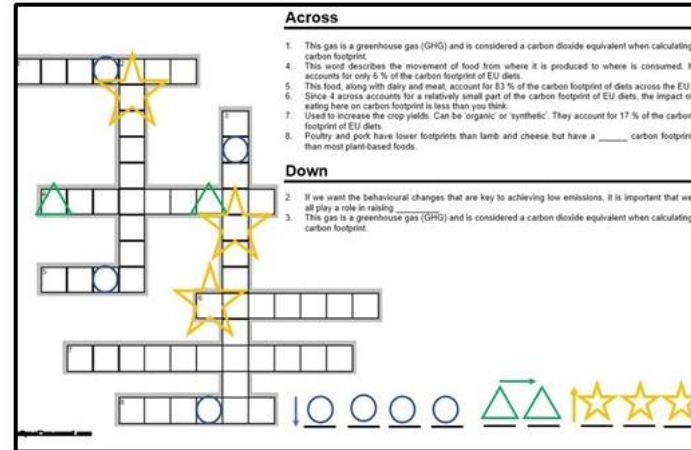 Across
1. This gas is a greenhouse gas (GHG) and is considered a carbon dioxide equivalent when calculating
carbon footprint.
4. This word describes the movement of food from where it is produced to where is consumed. It
accounts for only 6 % of the carbon footprint of EU diets.
5. This food, along with dairy and meat, account for 83 % of the carbon footprint of diets across the EU.
6. Since 4 across accounts for a relatively small part of the carbon footprint of EU diets, the impact of
eating here on carbon footprint is less than you think.
7. Used to increase the crop yields. Can be 'organic' or 'synthetic'. They account for 17 % of the carbon
footprint of EU diets.
8. Poultry and pork have lower footprints than lamb and cheese but have a ______ carbon footprint
than most plant-based foods.
Down
2. If we want the behavioural changes that are key to achieving low emissions, it is important that we
all play a role in raising ________
3. This gas is a greenhouse gas (GHG) and is considered a carbon dioxide equivalent when calculating
carbon footprint.
2
3
5
6
7
8